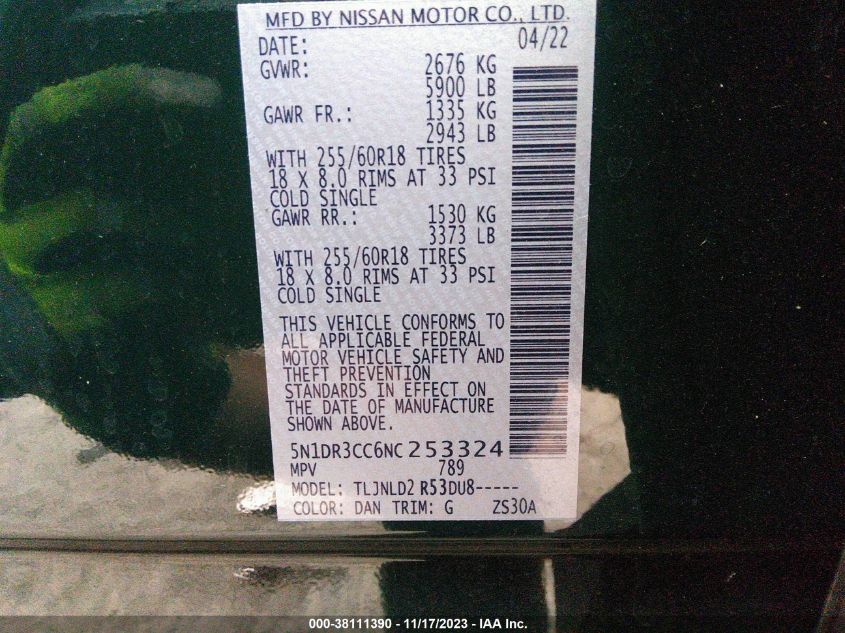 MFD BY NISSAN MOTOR CO., LTD.
DATE: 04/22
GVWR: 2676 KG
5900 LB
GAWR FR.: 1335 KG
2943 LB
WITH 255/60R18 TIRES
18 X 8.0 RIMS AT 33 PSI
COLD SINGLE
GAWR RR.: 1530 KG
3373 LB
WITH 255/60R18 TIRES
18 X 8.0 RIMS AT 33 PSI
COLD SINGLE
THIS VEHICLE CONFORMS TO
ALL APPLICABLE FEDERAL
MOTOR VEHICLE SAFETY AND
THEFT PREVENTION
STANDARDS IN EFFECT ON
THE DATE OF MANUFACTURE
SHOWN ABOVE.
5N1DR3CC6NC253324
MPV 789
MODEL: TLJNLD2 R53DU8-----
COLOR: DAN TRIM: G ZS30A
000-38111390 - 11/17/2023 - IAA Inc.